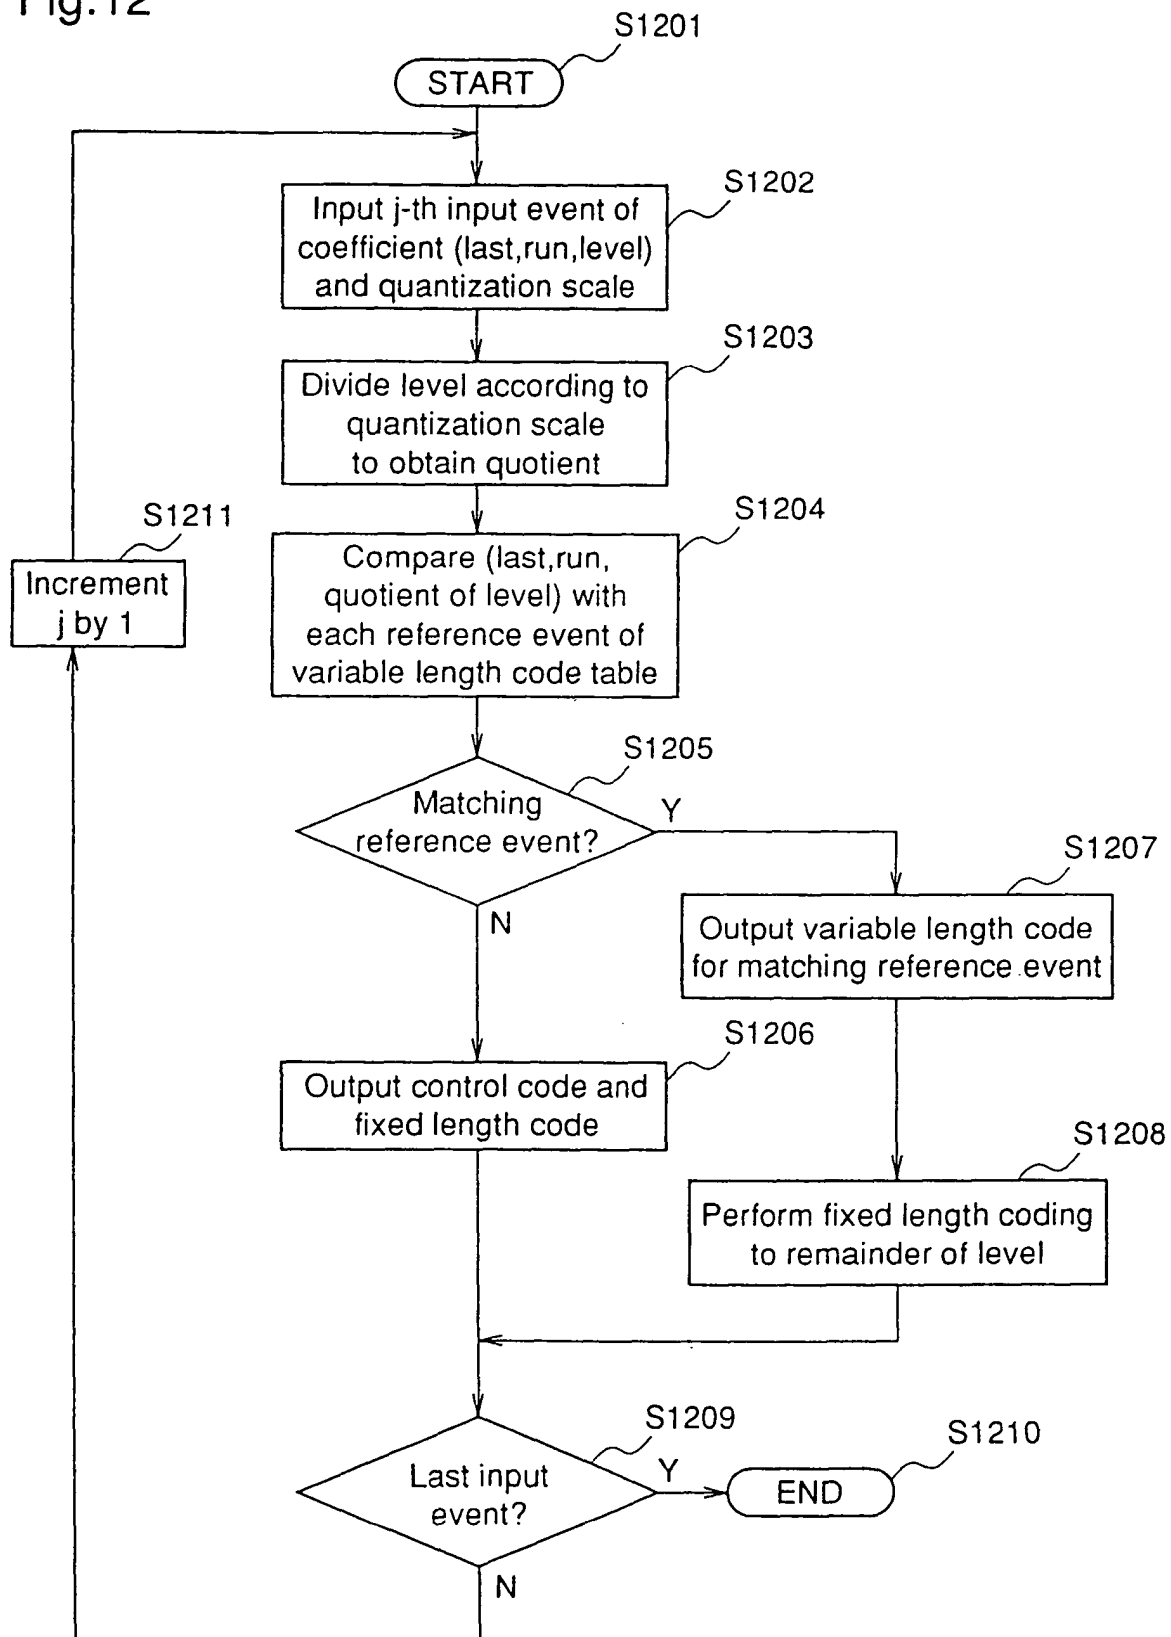 Fig.12
S1201
START
S1202
Input j-th input event of
coefficient (last,run,level)
and quantization scale
S1203
Divide level according to
quantization scale
to obtain quotient
S1204
Compare (last,run,
quotient of level) with
each reference event of
variable length code table
S1211
Increment
j by 1
S1205
Matching
reference event?
Y
N
S1207
Output variable length code
for matching reference event
S1206
Output control code and
fixed length code
S1208
Perform fixed length coding
to remainder of level
S1209
Last input
event?
Y
N
S1210
END